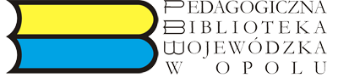 PEDAGOGICZNA
BIBLIOTEKA
WOJEWÓDZKA
W OPOLU